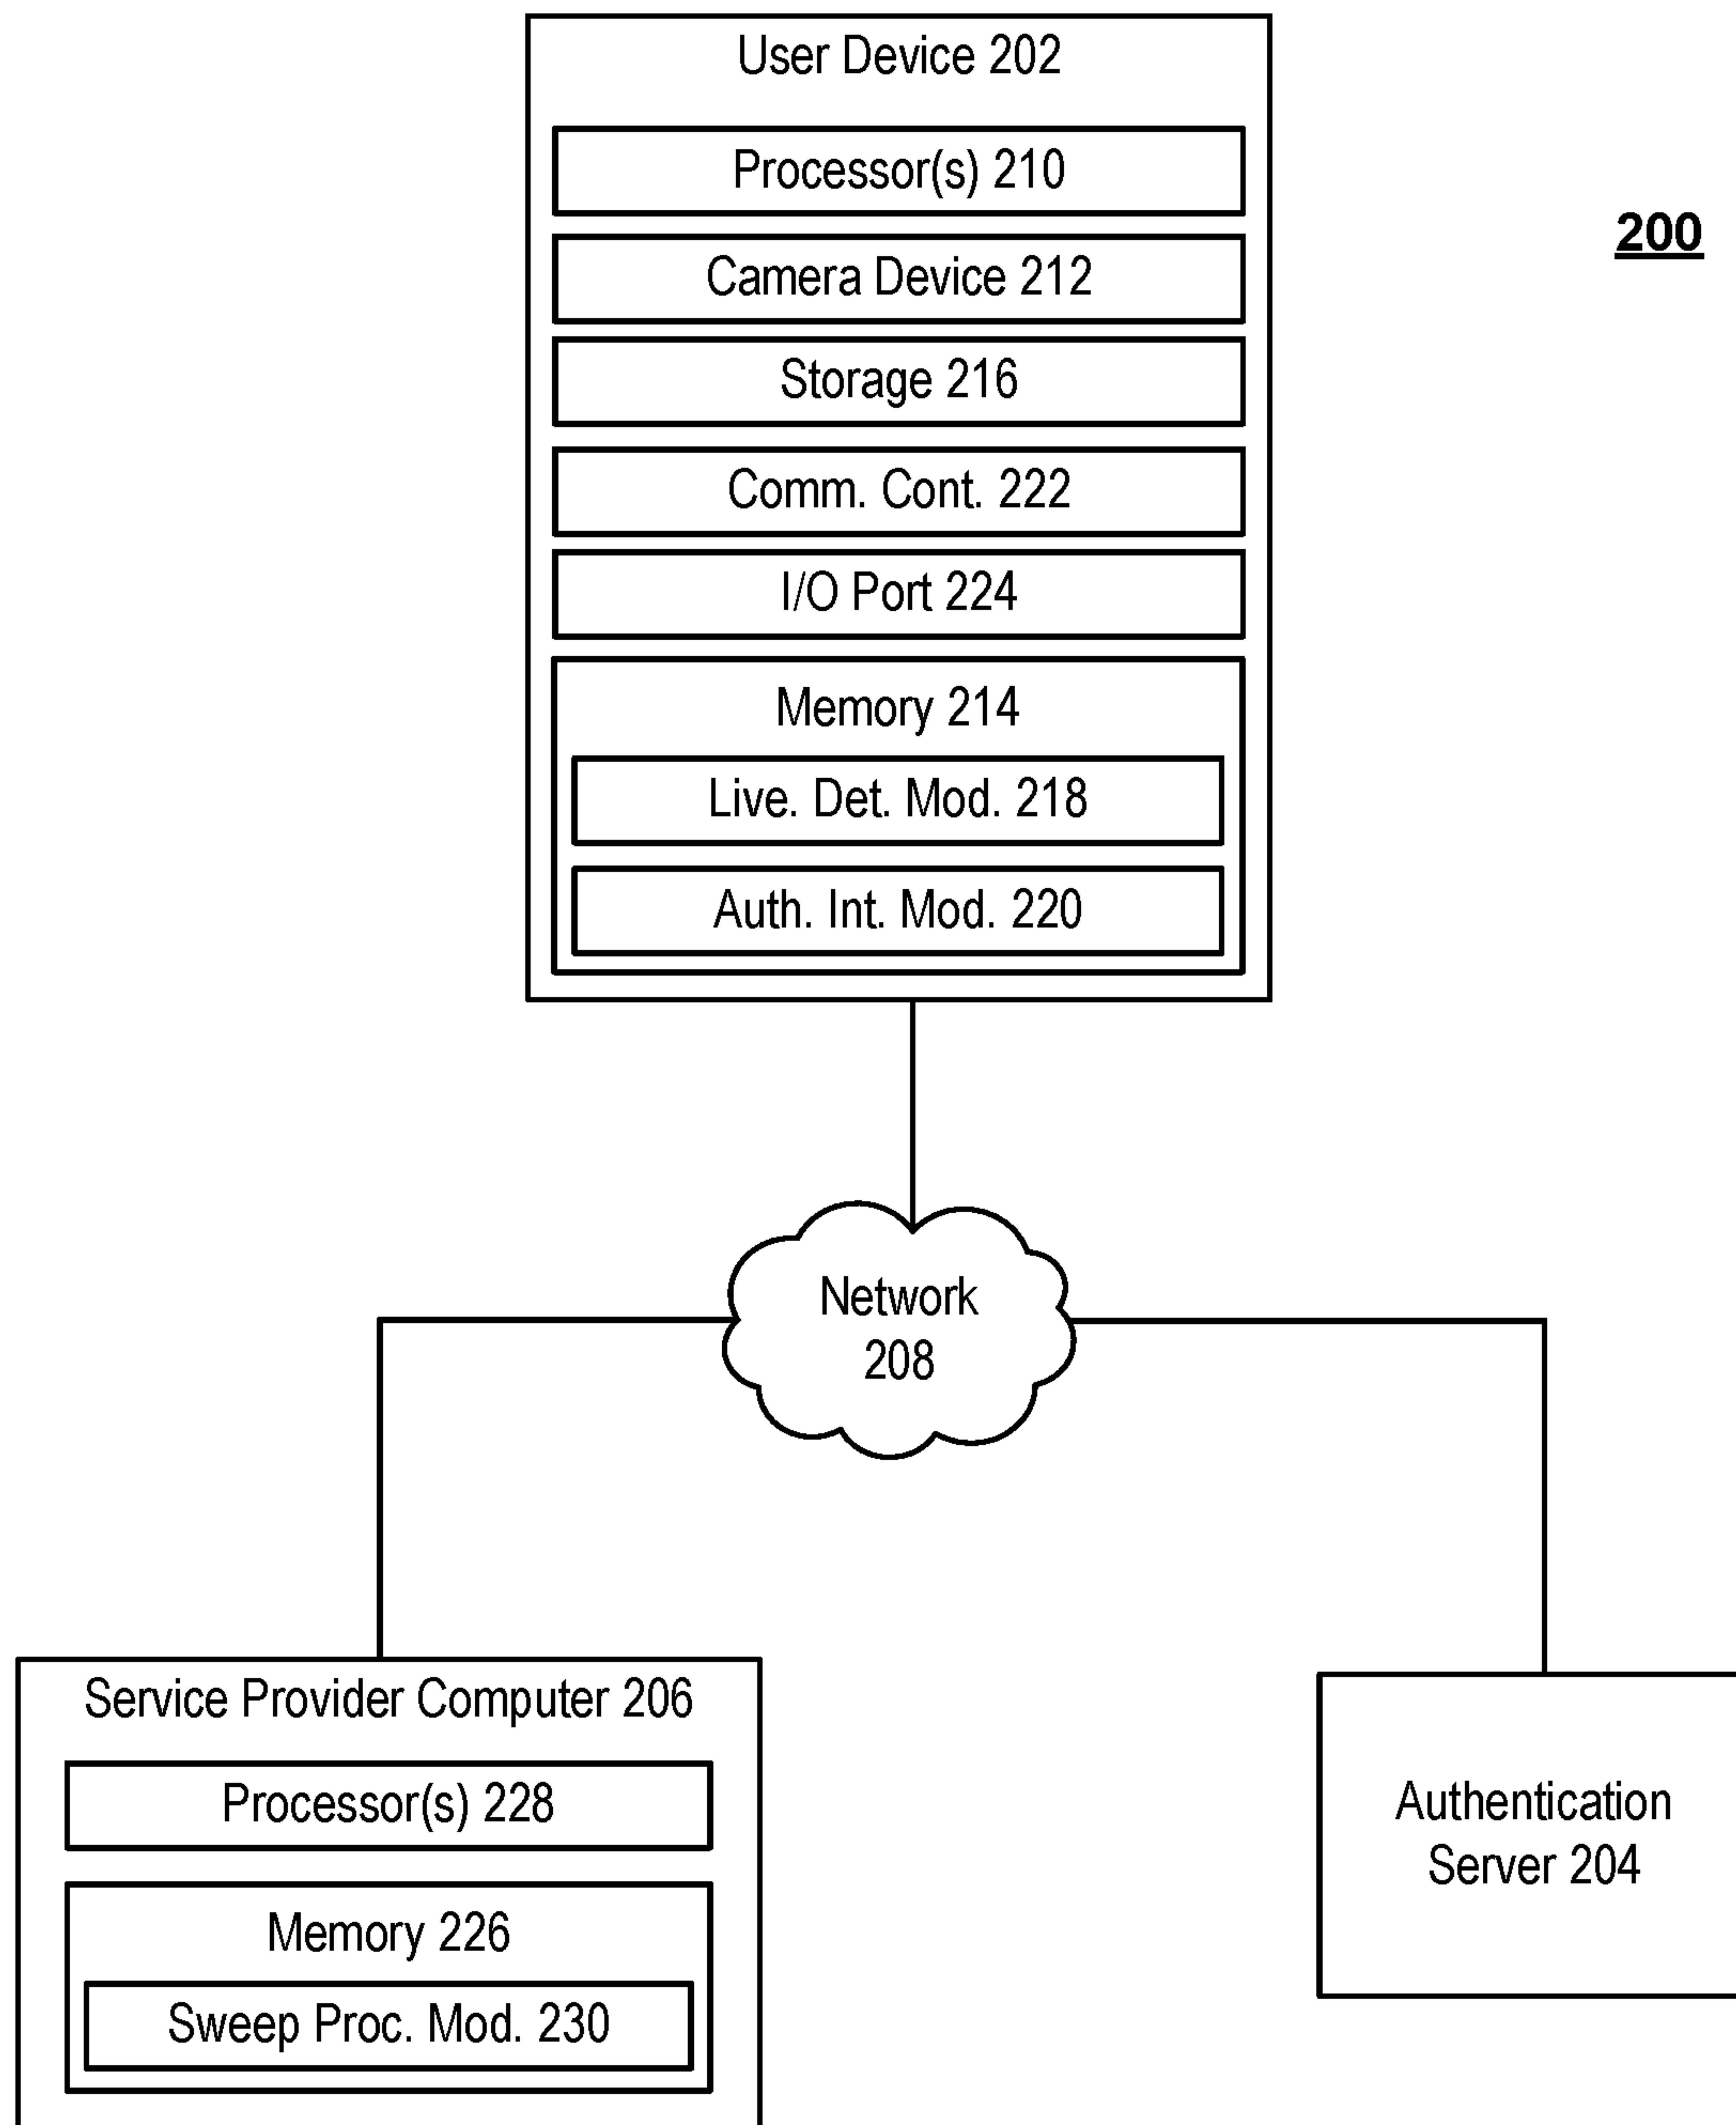 User Device 202
Processor(s) 210
200
Camera Device 212
Storage 216
Comm. Cont. 222
I/O Port 224
Memory 214
Live. Det. Mod. 218
Auth. Int. Mod. 220
Network
208
Service Provider Computer 206
Processor(s) 228
Memory 226
Sweep Proc. Mod. 230
Authentication
Server 204